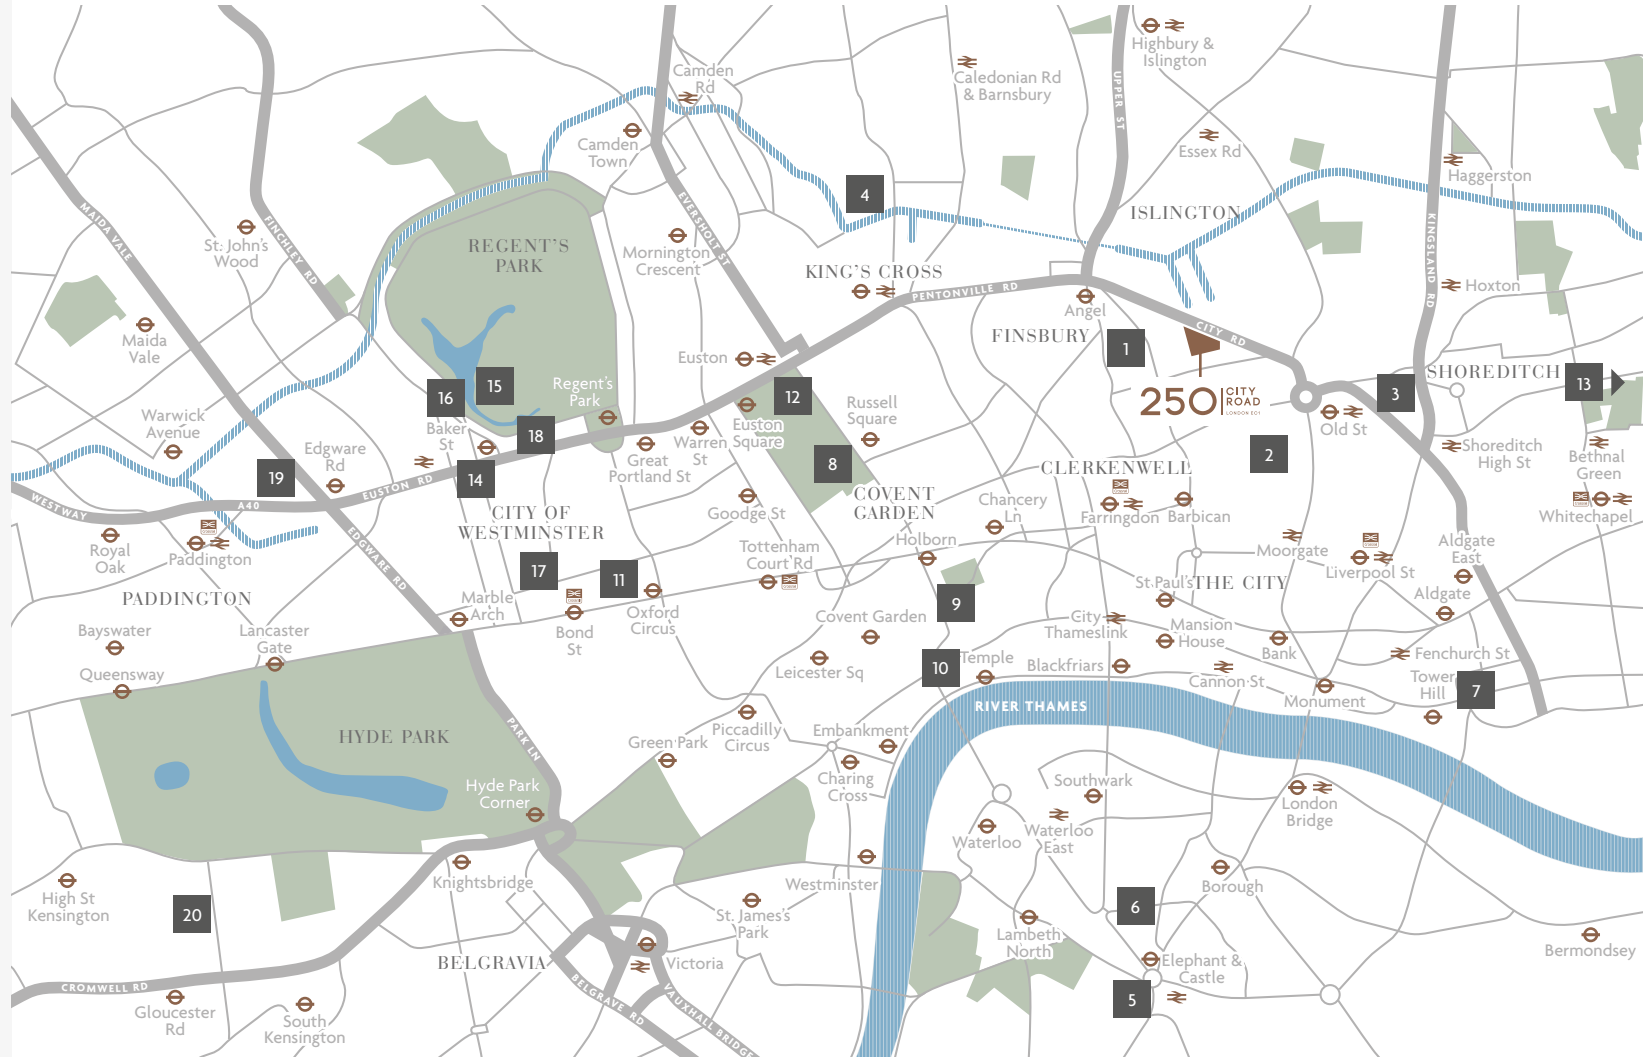 Highbury &
Islington
Camden
Rd
Caledonian Rd
& Barnsbury
UPPER ST
Camden
Town
Essex Rd
Haggerston
4
MAIDA VALE
FINCHLEY RD
EVERSHOLT ST
ISLINGTON
KINGSLAND RD
St. John's
Wood
REGENT'S
PARK
Mornington
Crescent
KING'S CROSS
PENTONVILLE RD
Hoxton
Angel
Maida
Vale
FINSBURY
CITY RD
1
Euston
SHOREDITCH
13
16
15
Regent's
Park
12
250
CITY
ROAD
LONDON EC1
3
Russell
Square
Warwick
Avenue
Baker
St
18
Euston
Square
Warren
St
Old St
Great
Portland St
Edgware
Rd
Shoreditch
High St
Bethnal
Green
2
8
19
14
CLERKENWELL
EUSTON RD
A40
WESTWAY
COVENT
GARDEN
Chancery
Ln
Goodge St
Farringdon
Barbican
Whitechapel
CITY OF
WESTMINSTER
EDGWARE RD
Royal
Oak
Paddington
Holborn
Tottenham
Court Rd
Moorgate
Liverpool St
Aldgate
East
17
11
St.Paul's
THE CITY
Aldgate
PADDINGTON
Marble
Arch
Bond
St
Oxford
Circus
9
Covent Garden
City
Thameslink
Mansion
House
Bayswater
Lancaster
Gate
Bank
Fenchurch St
Queensway
Leicester Sq
10
Temple
Blackfriars
Cannon St
Tower
Hill
7
Monument
RIVER THAMES
HYDE PARK
PARK LN
Green Park
Piccadilly
Circus
Embankment
Charing
Cross
Hyde Park
Corner
Southwark
London
Bridge
Waterloo
Waterloo
East
Knightsbridge
Westminster
Borough
High St
Kensington
20
St. James's
Park
6
Lambeth
North
Bermondsey
BELGRAVIA
Victoria
Elephant &
Castle
5
CROMWELL RD
BELGRAVE RD
VAUXHALL BRIDGE
Gloucester
Rd
South
Kensington